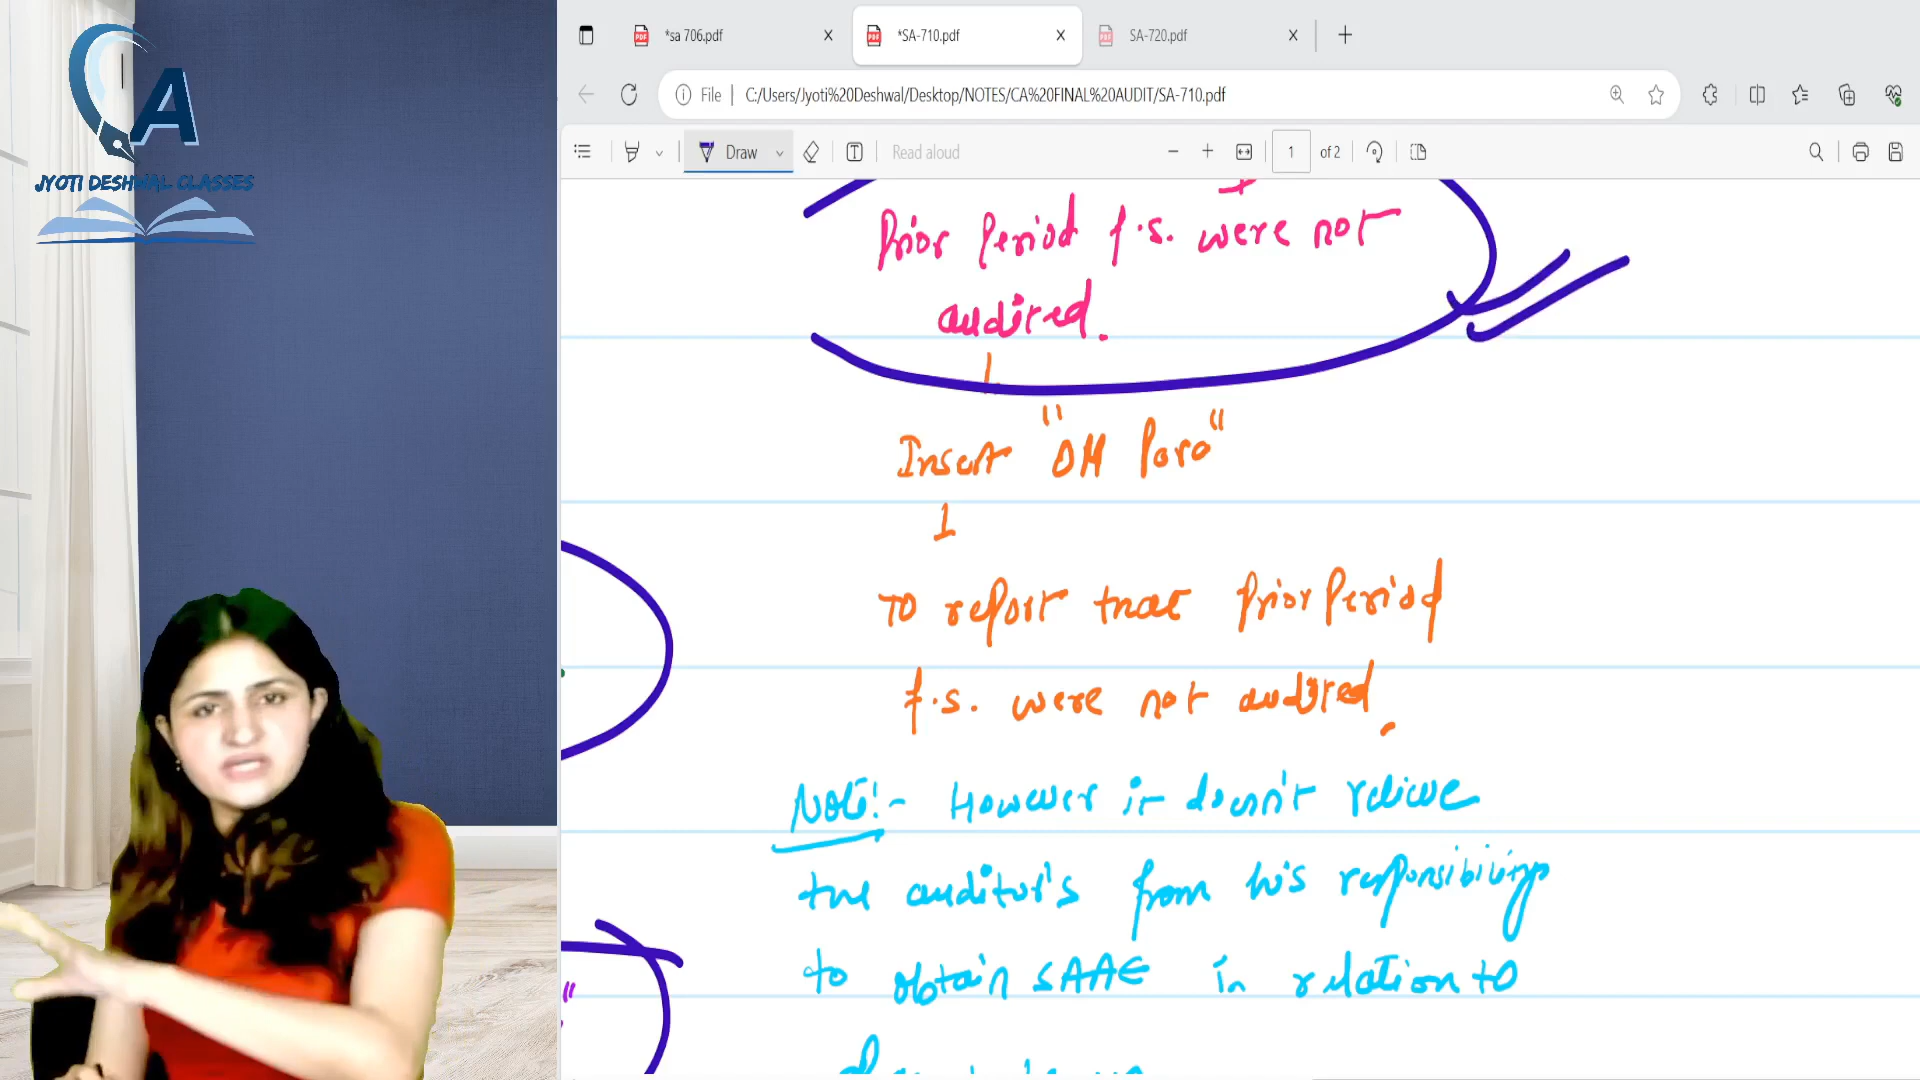 *sa 706.pdf
*SA-710.pdf
SA-720.pdf
File
C:/Users/Jyoti%20Deshwal/Desktop/NOTES/CA%20FINAL%20AUDIT/SA-710.pdf
Draw
Read aloud
1 of 2
CA
JYOTI DESHWAL CLASSES
Prior Period f.s. were not
audited.
Insert "OM Para"
To report that prior Period
f.s. were not audited.
Note:- However it doesn't relieve
the auditor's from his responsibility
to obtain SAAE in relation to